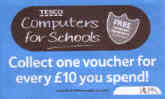 TESCO
Computers
for Schools
FREE
Collect one voucher for
every £10 you spend!